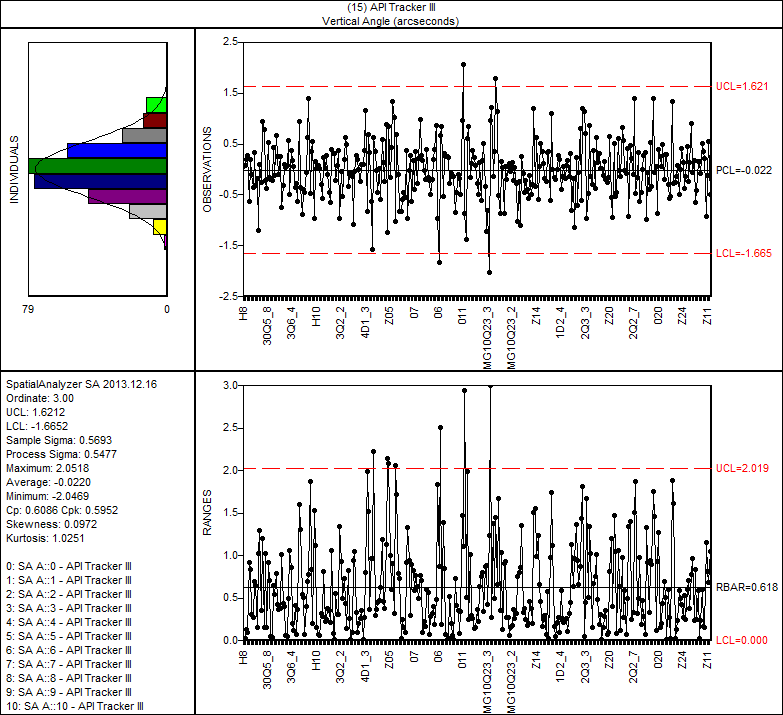 (15) API Tracker III
Vertical Angle (arcseconds)
INDIVIDUALS
79
0
OBSERVATIONS
2.5
1.5
0.5
-0.5
-1.5
-2.5
UCL=1.621
PCL=-0.022
LCL=-1.665
H8
30Q5_8
3Q6_4
H10
3Q2_2
4D1_3
Z05
07
06
011
MG10Q23_3
MG10Q23_2
Z14
1D2_4
2Q3_3
Z20
2Q2_7
020
Z24
Z11
SpatialAnalyzer SA 2013.12.16
Ordinate: 3.00
UCL: 1.6212
LCL: -1.6652
Sample Sigma: 0.5693
Process Sigma: 0.5477
Maximum: 2.0518
Average: -0.0220
Minimum: -2.0469
Cp: 0.6086 Cpk: 0.5952
Skewness: 0.0972
Kurtosis: 1.0251
0: SA A::0 - API Tracker III
1: SA A::1 - API Tracker III
2: SA A::2 - API Tracker III
3: SA A::3 - API Tracker III
4: SA A::4 - API Tracker III
5: SA A::5 - API Tracker III
6: SA A::6 - API Tracker III
7: SA A::7 - API Tracker III
8: SA A::8 - API Tracker III
9: SA A::9 - API Tracker III
10: SA A::10 - API Tracker III
RANGES
3.0
2.5
2.0
1.5
1.0
0.5
0.0
UCL=2.019
RBAR=0.618
LCL=0.000
H8
30Q5_8
3Q6_4
H10
3Q2_2
4D1_3
Z05
07
06
011
MG10Q23_3
MG10Q23_2
Z14
1D2_4
2Q3_3
Z20
2Q2_7
020
Z24
Z11